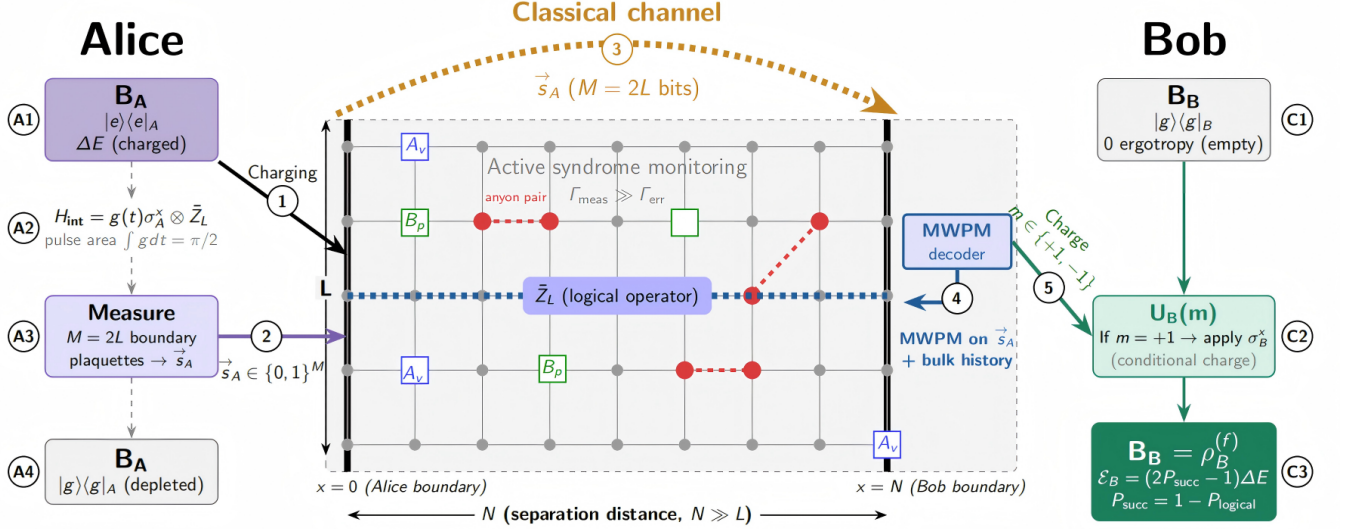 Alice
Classical channel
Bob
3
s⃗_A (M = 2L bits)
A1
B_A
|e⟩⟨e|_A
ΔE (charged)
Charging
1
A2
H_int = g(t)σ_A^x ⊗ Z̄_L
pulse area ∫ gdt = π/2
A3
Measure
M = 2L boundary
plaquettes → s⃗_A
2
s⃗_A ∈ {0, 1}^M
A4
B_A
|g⟩⟨g|_A (depleted)
A_v
Active syndrome monitoring
anyon pair
Γ_meas ≫ Γ_err
B_p
L
Z̄_L (logical operator)
A_v
B_p
A_v
x = 0 (Alice boundary)
x = N (Bob boundary)
N (separation distance, N ≫ L)
MWPM
decoder
4
MWPM on s⃗_A
+ bulk history
Charge
m ∈ {+1, −1}
5
B_B
|g⟩⟨g|_B
0 ergotropy (empty)
C1
U_B(m)
If m = +1 → apply σ_B^x
(conditional charge)
C2
B_B = ρ_B^(f)
ℰ_B = (2P_succ − 1)ΔE
P_succ = 1 − P_logical
C3